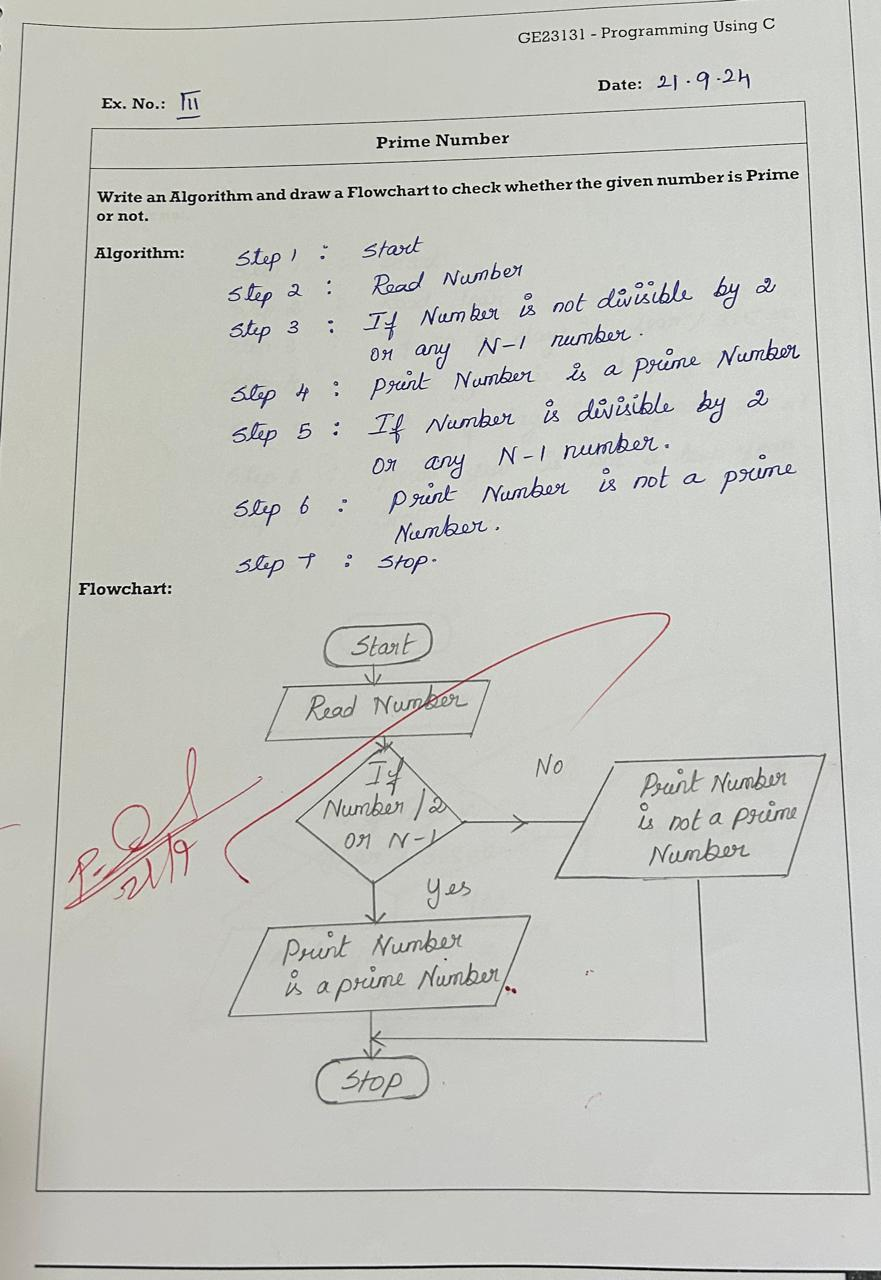 GE23131 - Programming Using C
Ex. No.: III
Date: 21.9.24
Prime Number
Write an Algorithm and draw a Flowchart to check whether the given number is Prime
or not.
Algorithm:
Step 1 : Start
Step 2 : Read Number
Step 3 : If Number is not divisible by 2
or any N-1 number.
Step 4 : Print Number is a prime Number
Step 5 : If Number is divisible by 2
or any N-1 number.
Step 6 : Print Number is not a prime
Number.
Step 7 : Stop.
Flowchart:
Start
Read Number
If
Number /2
or N-1
No
Print Number
is not a prime
Number
21/9
Yes
Print Number
is a prime Number
Stop